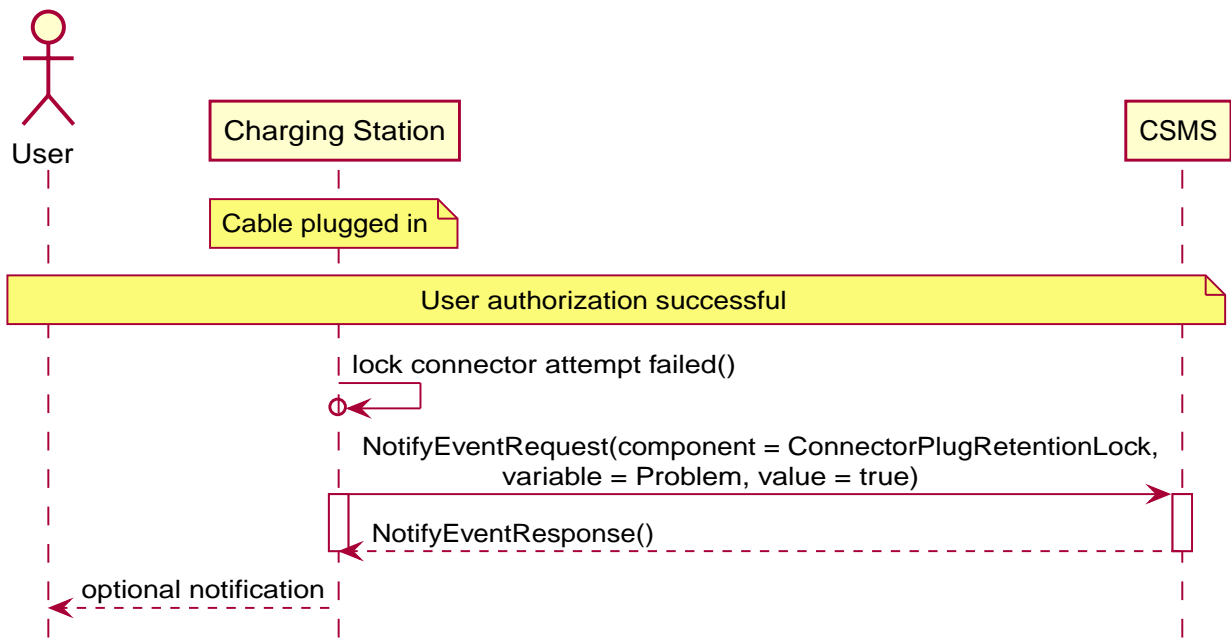 User
Charging Station
CSMS
Cable plugged in
User authorization successful
lock connector attempt failed()
NotifyEventRequest(component = ConnectorPlugRetentionLock,
variable = Problem, value = true)
NotifyEventResponse()
optional notification